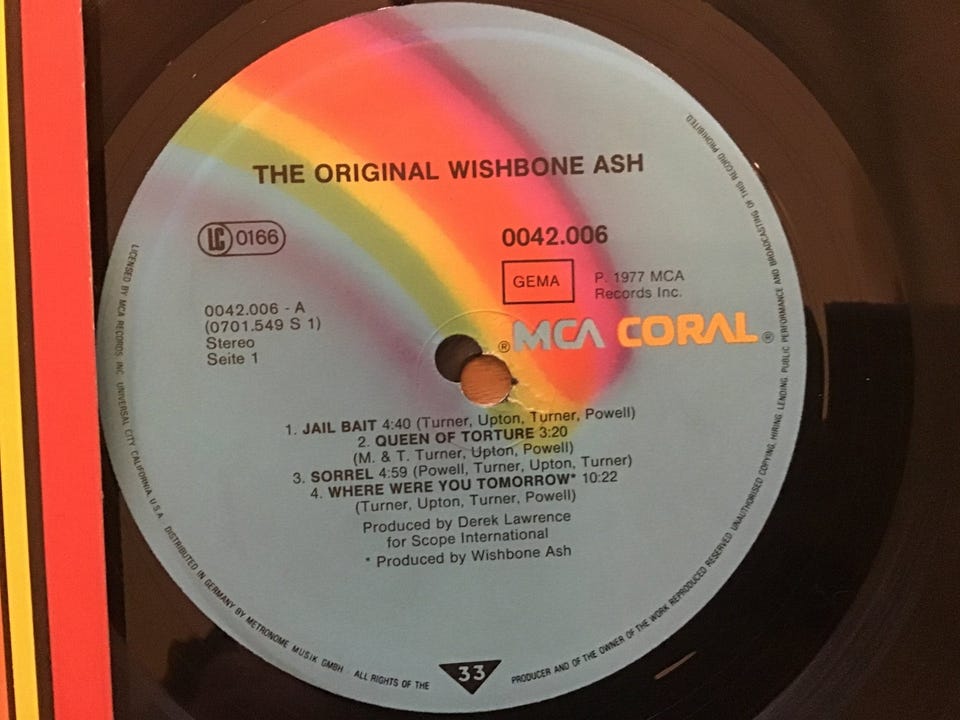 THE ORIGINAL WISHBONE ASH
LC 0166
0042.006
GEMA
P. 1977 MCA
Records Inc.
0042.006 - A
(0701.549 S 1)
Stereo
Seite 1
® MCA CORAL ®
1. JAIL BAIT 4:40 (Turner, Upton, Turner, Powell)
2. QUEEN OF TORTURE 3:20
(M. & T. Turner, Upton, Powell)
3. SORREL 4:59 (Powell, Turner, Upton, Turner)
4. WHERE WERE YOU TOMORROW* 10:22
(Turner, Upton, Turner, Powell)
Produced by Derek Lawrence
for Scope International
* Produced by Wishbone Ash
33
LICENSED BY MCA RECORDS, INC. UNIVERSAL CITY, CALIFORNIA, U.S.A. DISTRIBUTED IN GERMANY BY METRONOME MUSIK GMBH · ALL RIGHTS OF THE PRODUCER AND OF THE OWNER OF THE WORK REPRODUCED RESERVED. UNAUTHORISED COPYING, HIRING, LENDING, PUBLIC PERFORMANCE AND BROADCASTING OF THIS RECORD PROHIBITED.